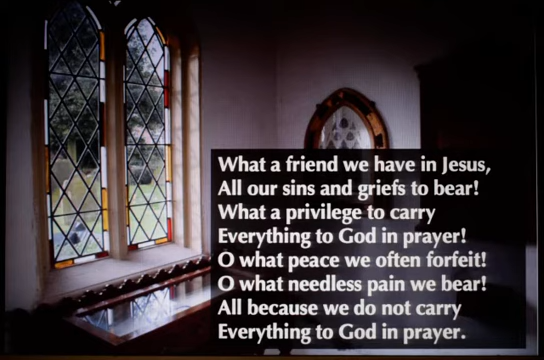 What a friend we have in Jesus,
All our sins and griefs to bear!
What a privilege to carry
Everything to God in prayer!
O what peace we often forfeit!
O what needless pain we bear!
All because we do not carry
Everything to God in prayer.